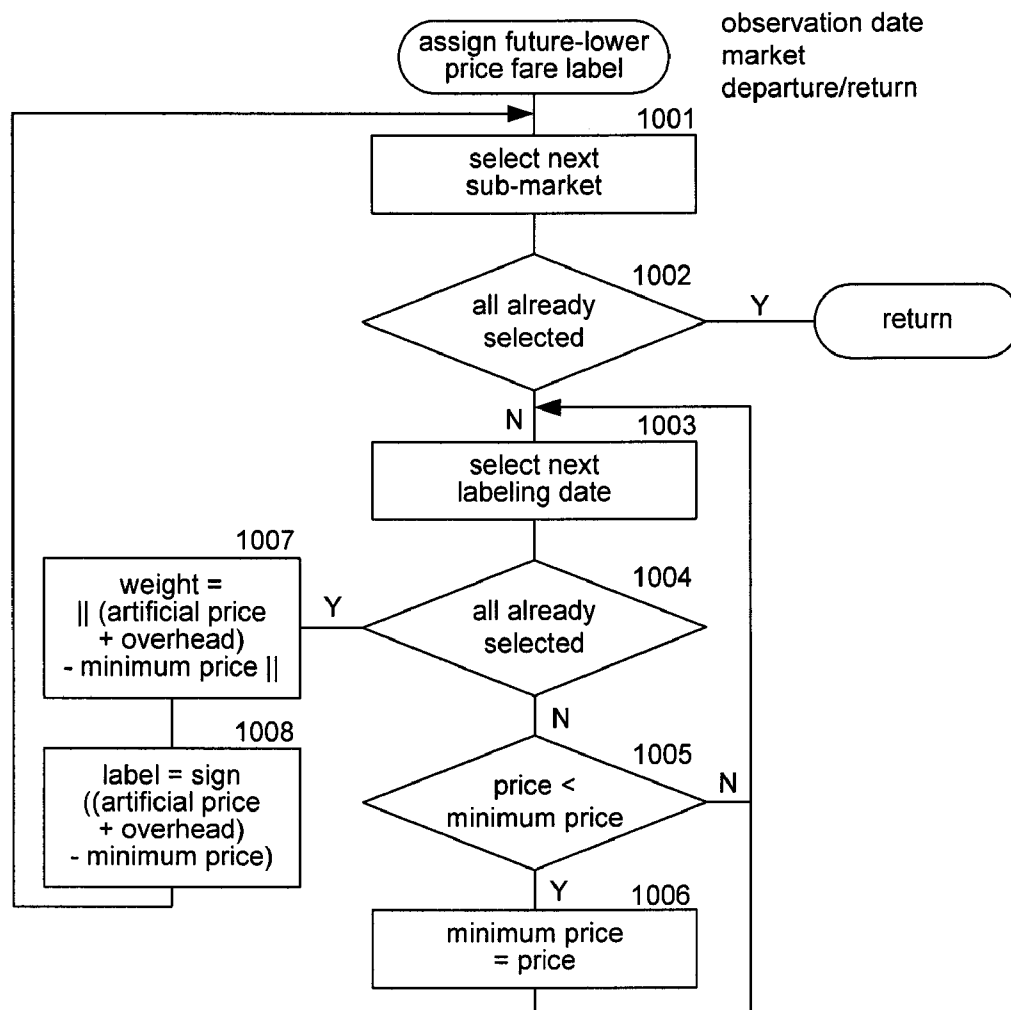 assign future-lower
price fare label
observation date
market
departure/return
1001
select next
sub-market
1002
all already
selected
Y
return
N
1003
select next
labeling date
1004
all already
selected
Y
1007
weight =
|| (artificial price
+ overhead)
- minimum price ||
N
1008
label = sign
((artificial price
+ overhead)
- minimum price)
1005
price <
minimum price
N
Y
1006
minimum price
= price